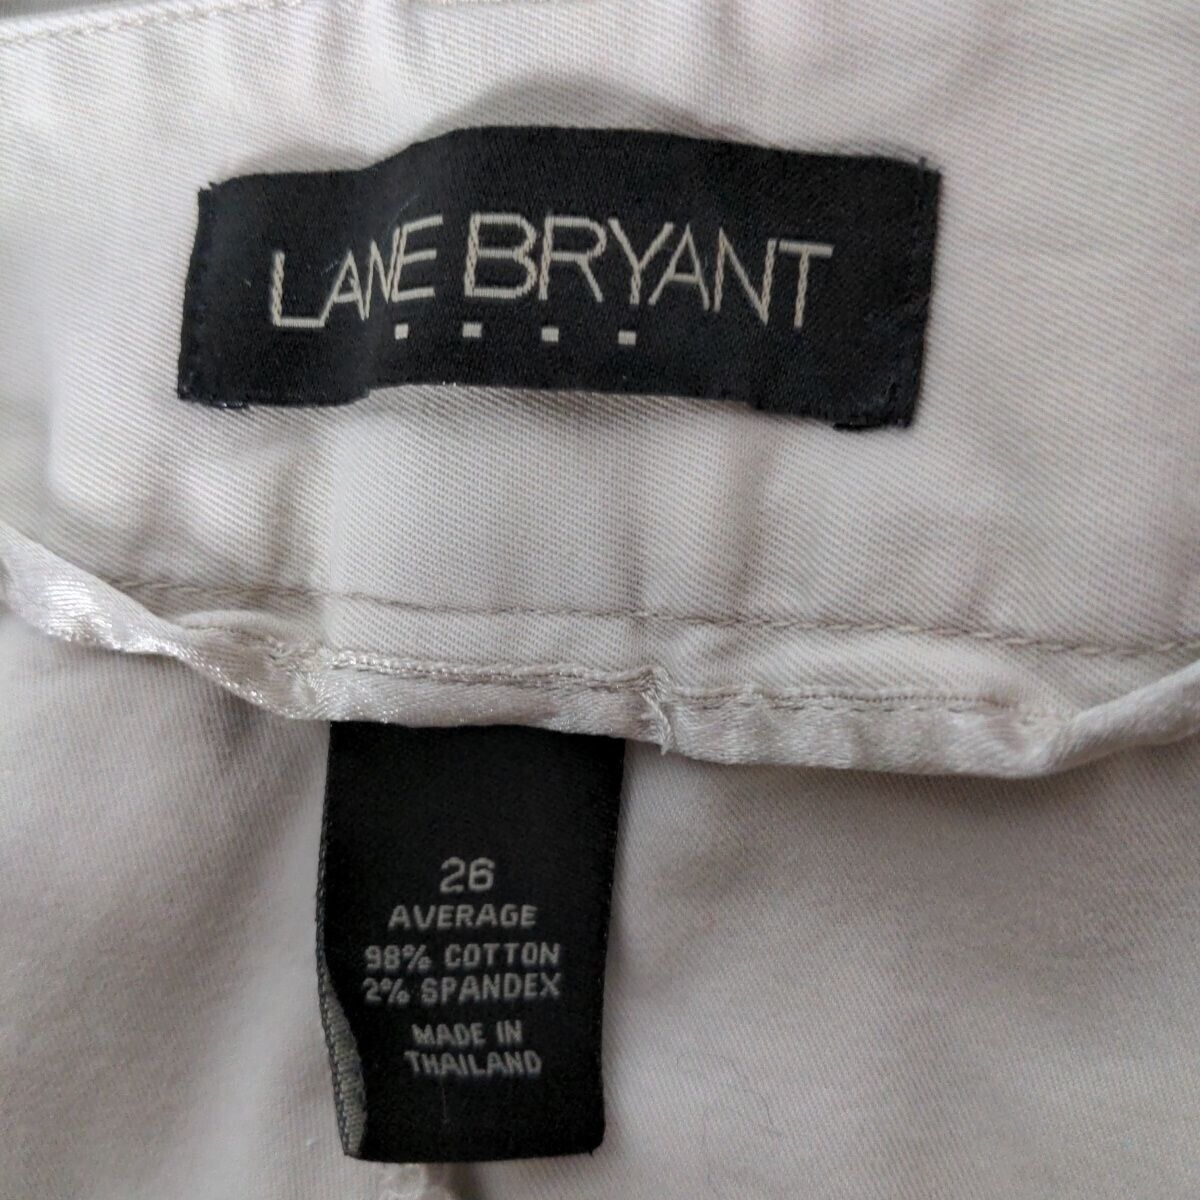 LANE BRYANT
26
AVERAGE
98% COTTON
2% SPANDEX
MADE IN
THAILAND